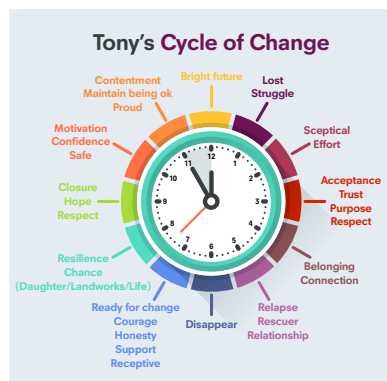 Tony's Cycle of Change
Bright future
Lost
Struggle
Sceptical
Effort
Acceptance
Trust
Purpose
Respect
Belonging
Connection
Relapse
Rescuer
Relationship
Disappear
Ready for change
Courage
Honesty
Support
Receptive
Resilience
Chance
(Daughter/Landworks/Life)
Closure
Hope
Respect
Motivation
Confidence
Safe
Contentment
Maintain being ok
Proud
12
1
2
3
4
5
6
7
8
9
10
11